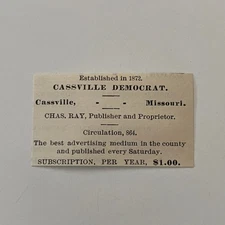 Established in 1872.
CASSVILLE DEMOCRAT.
Cassville, - - Missouri.
CHAS. RAY, Publisher and Proprietor.
Circulation, 864.
The best advertising medium in the county
and published every Saturday.
SUBSCRIPTION, PER YEAR, $1.00.